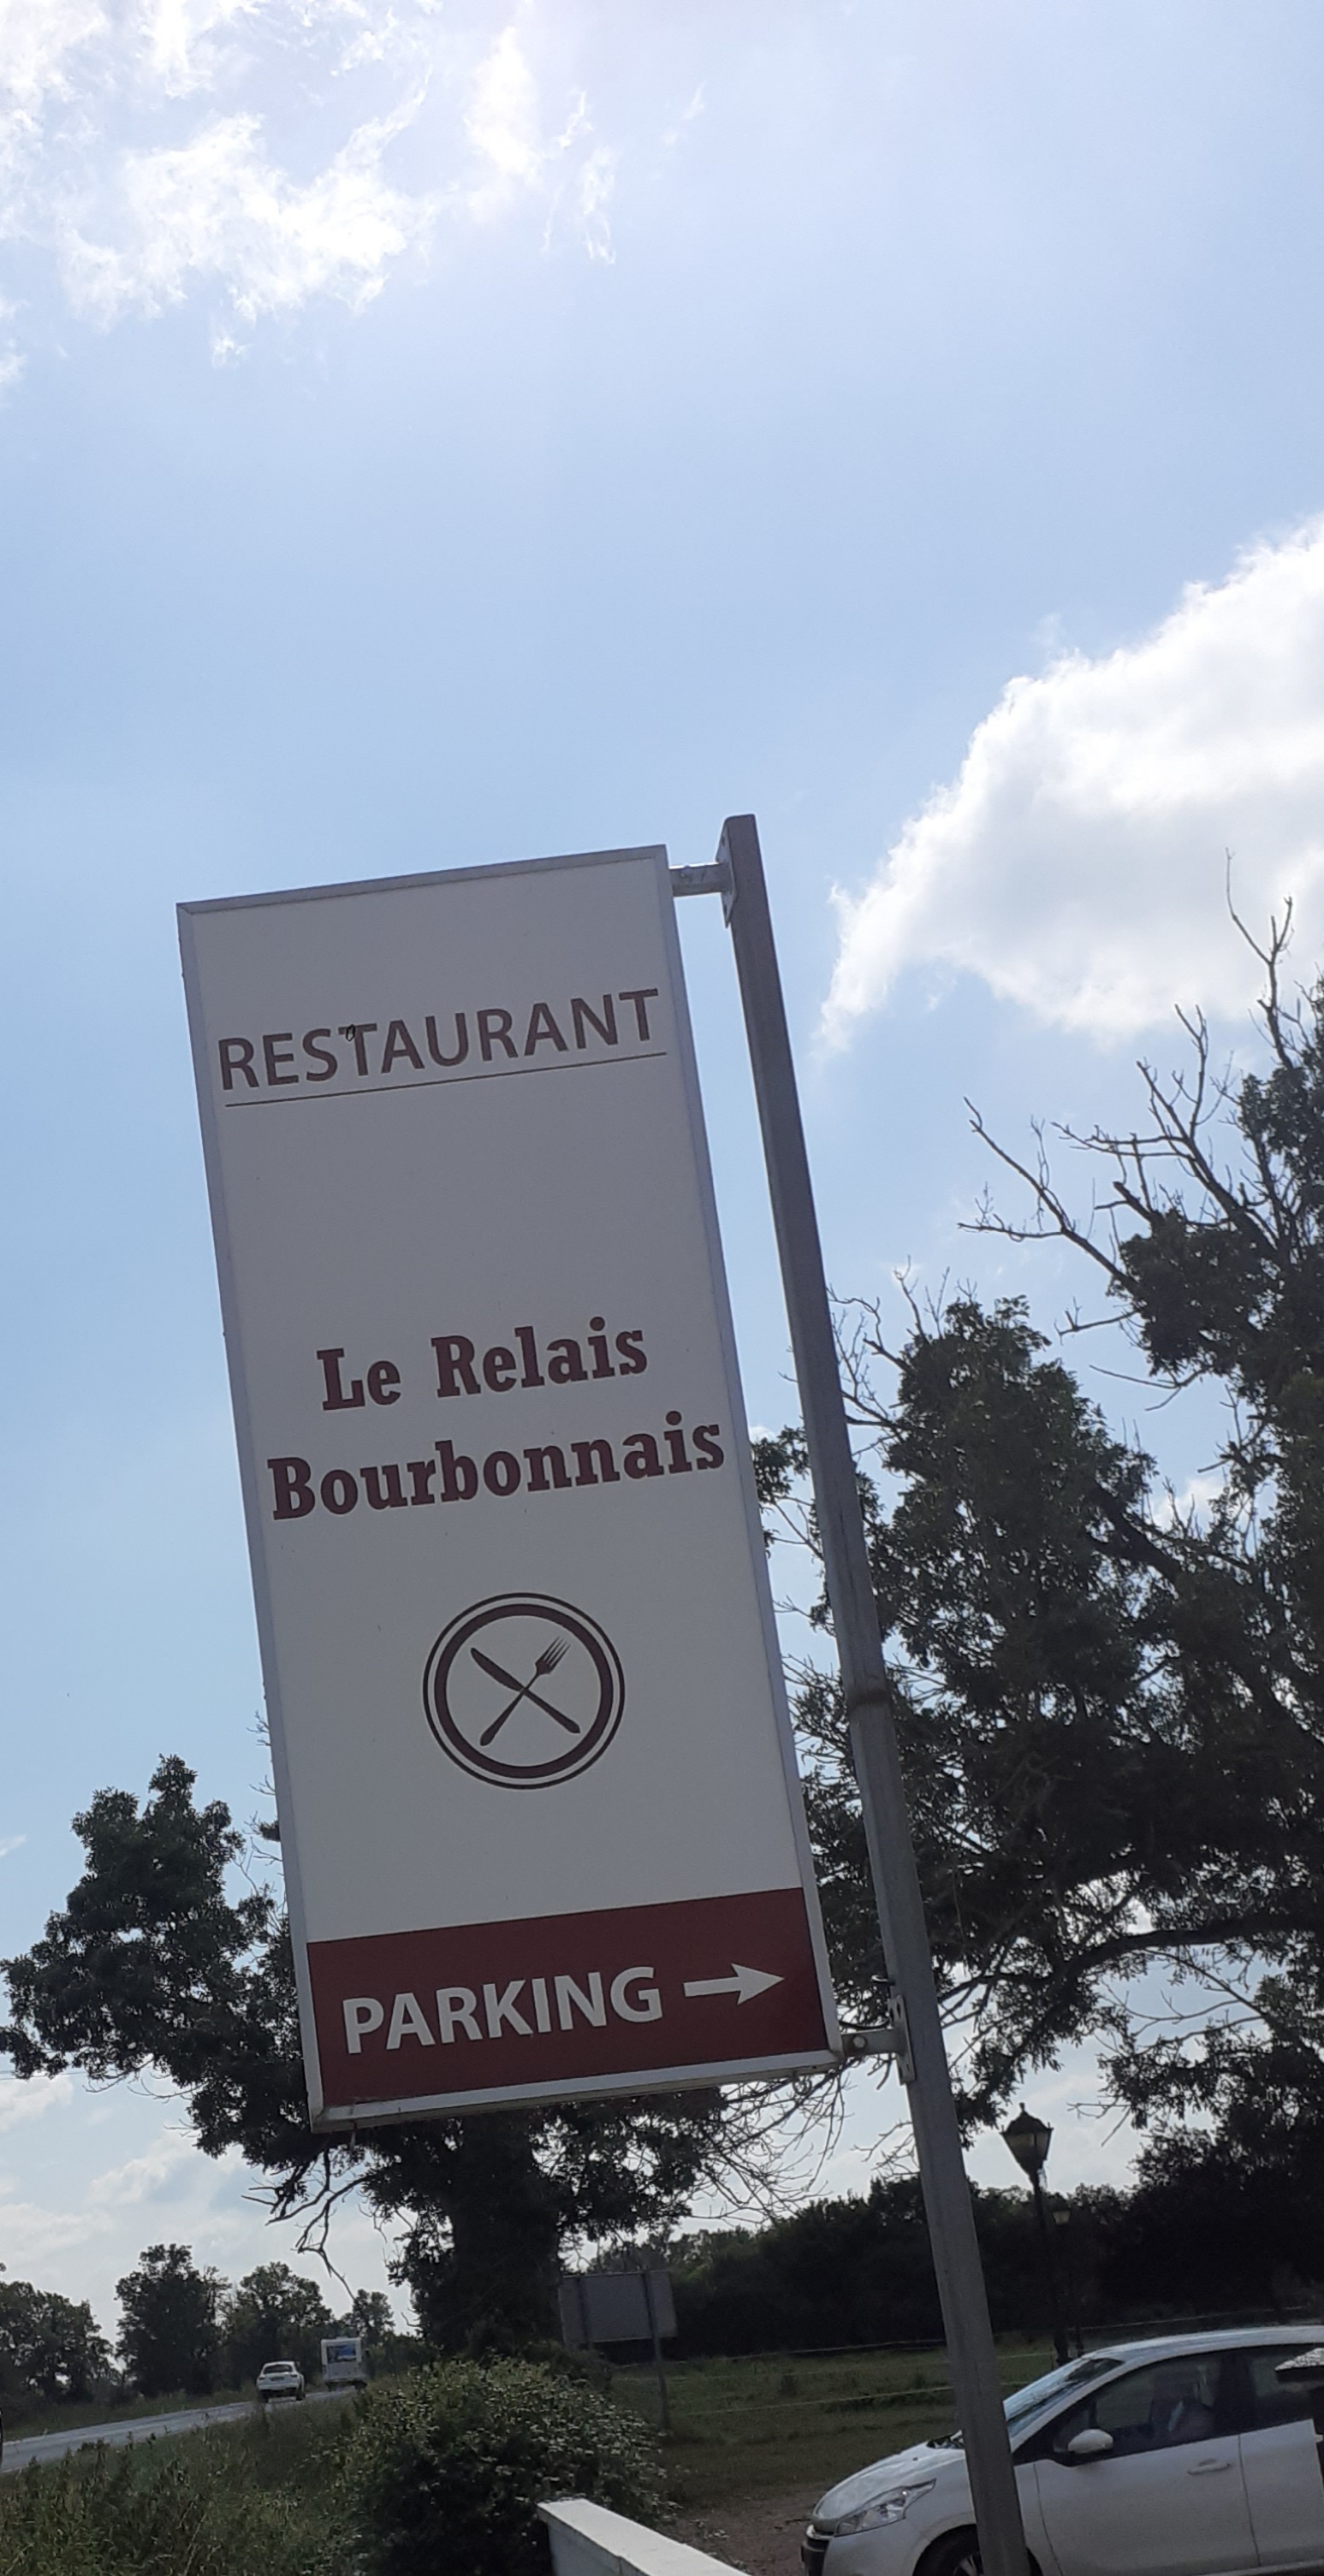 RESTAURANT
Le Relais
Bourbonnais
PARKING